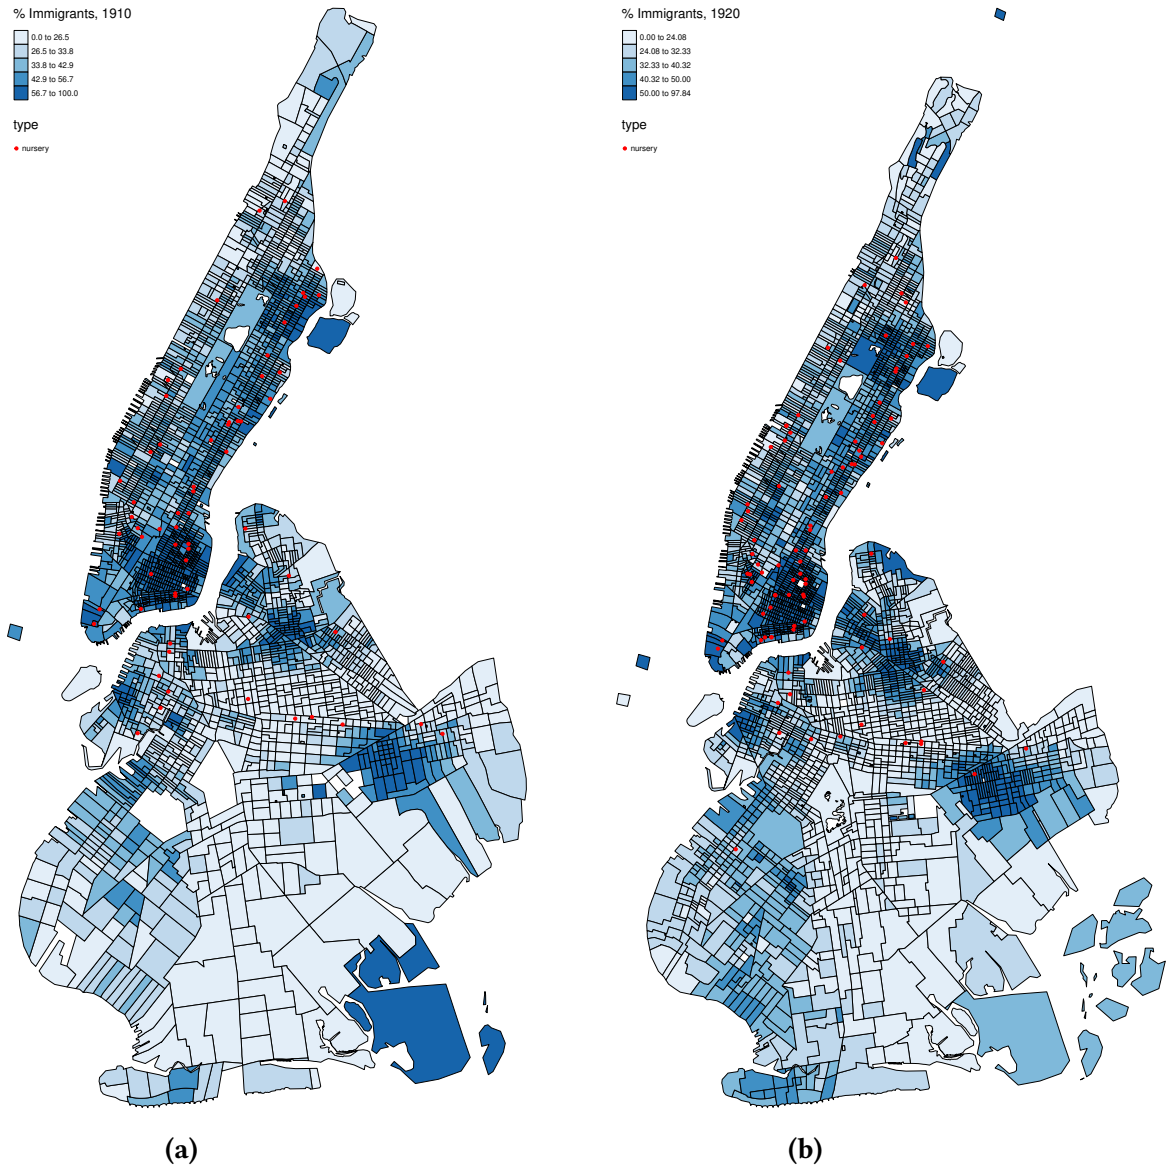 % Immigrants, 1910
0.0 to 26.5
26.5 to 33.8
33.8 to 42.9
42.9 to 56.7
56.7 to 100.0
type
nursery
(a)
% Immigrants, 1920
0.00 to 24.08
24.08 to 32.33
32.33 to 40.32
40.32 to 50.00
50.00 to 97.84
type
nursery
(b)